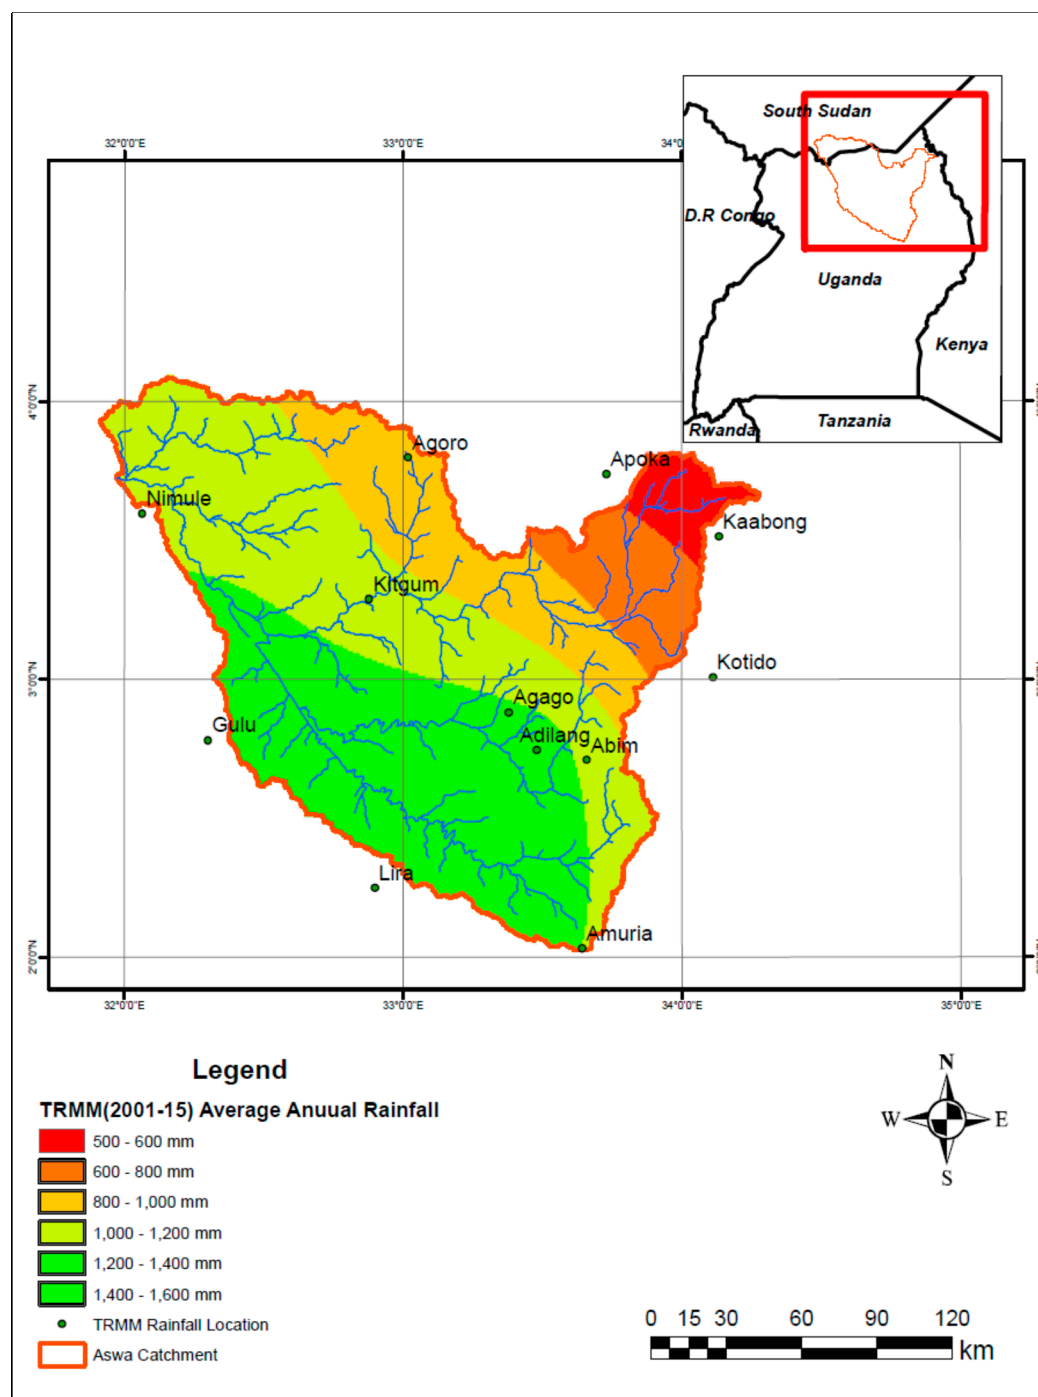 South Sudan
32°0'0"E 33°0'0"E 34°
D.R Congo
Uganda
Kenya
Rwanda
Tanzania
4°0'0"N
Agoro
Apoka
Nimule
Kaabong
Kitgum
3°0'0"N
Kotido
Agago
Gulu
Adilang
Abim
Lira
Amuria
2°0'0"N
32°0'0"E 33°0'0"E 34°0'0"E 35°0'0"E
Legend
TRMM(2001-15) Average Anuual Rainfall
500 - 600 mm
600 - 800 mm
800 - 1,000 mm
1,000 - 1,200 mm
1,200 - 1,400 mm
1,400 - 1,600 mm
TRMM Rainfall Location
Aswa Catchment
N
W E
S
0 15 30 60 90 120
km